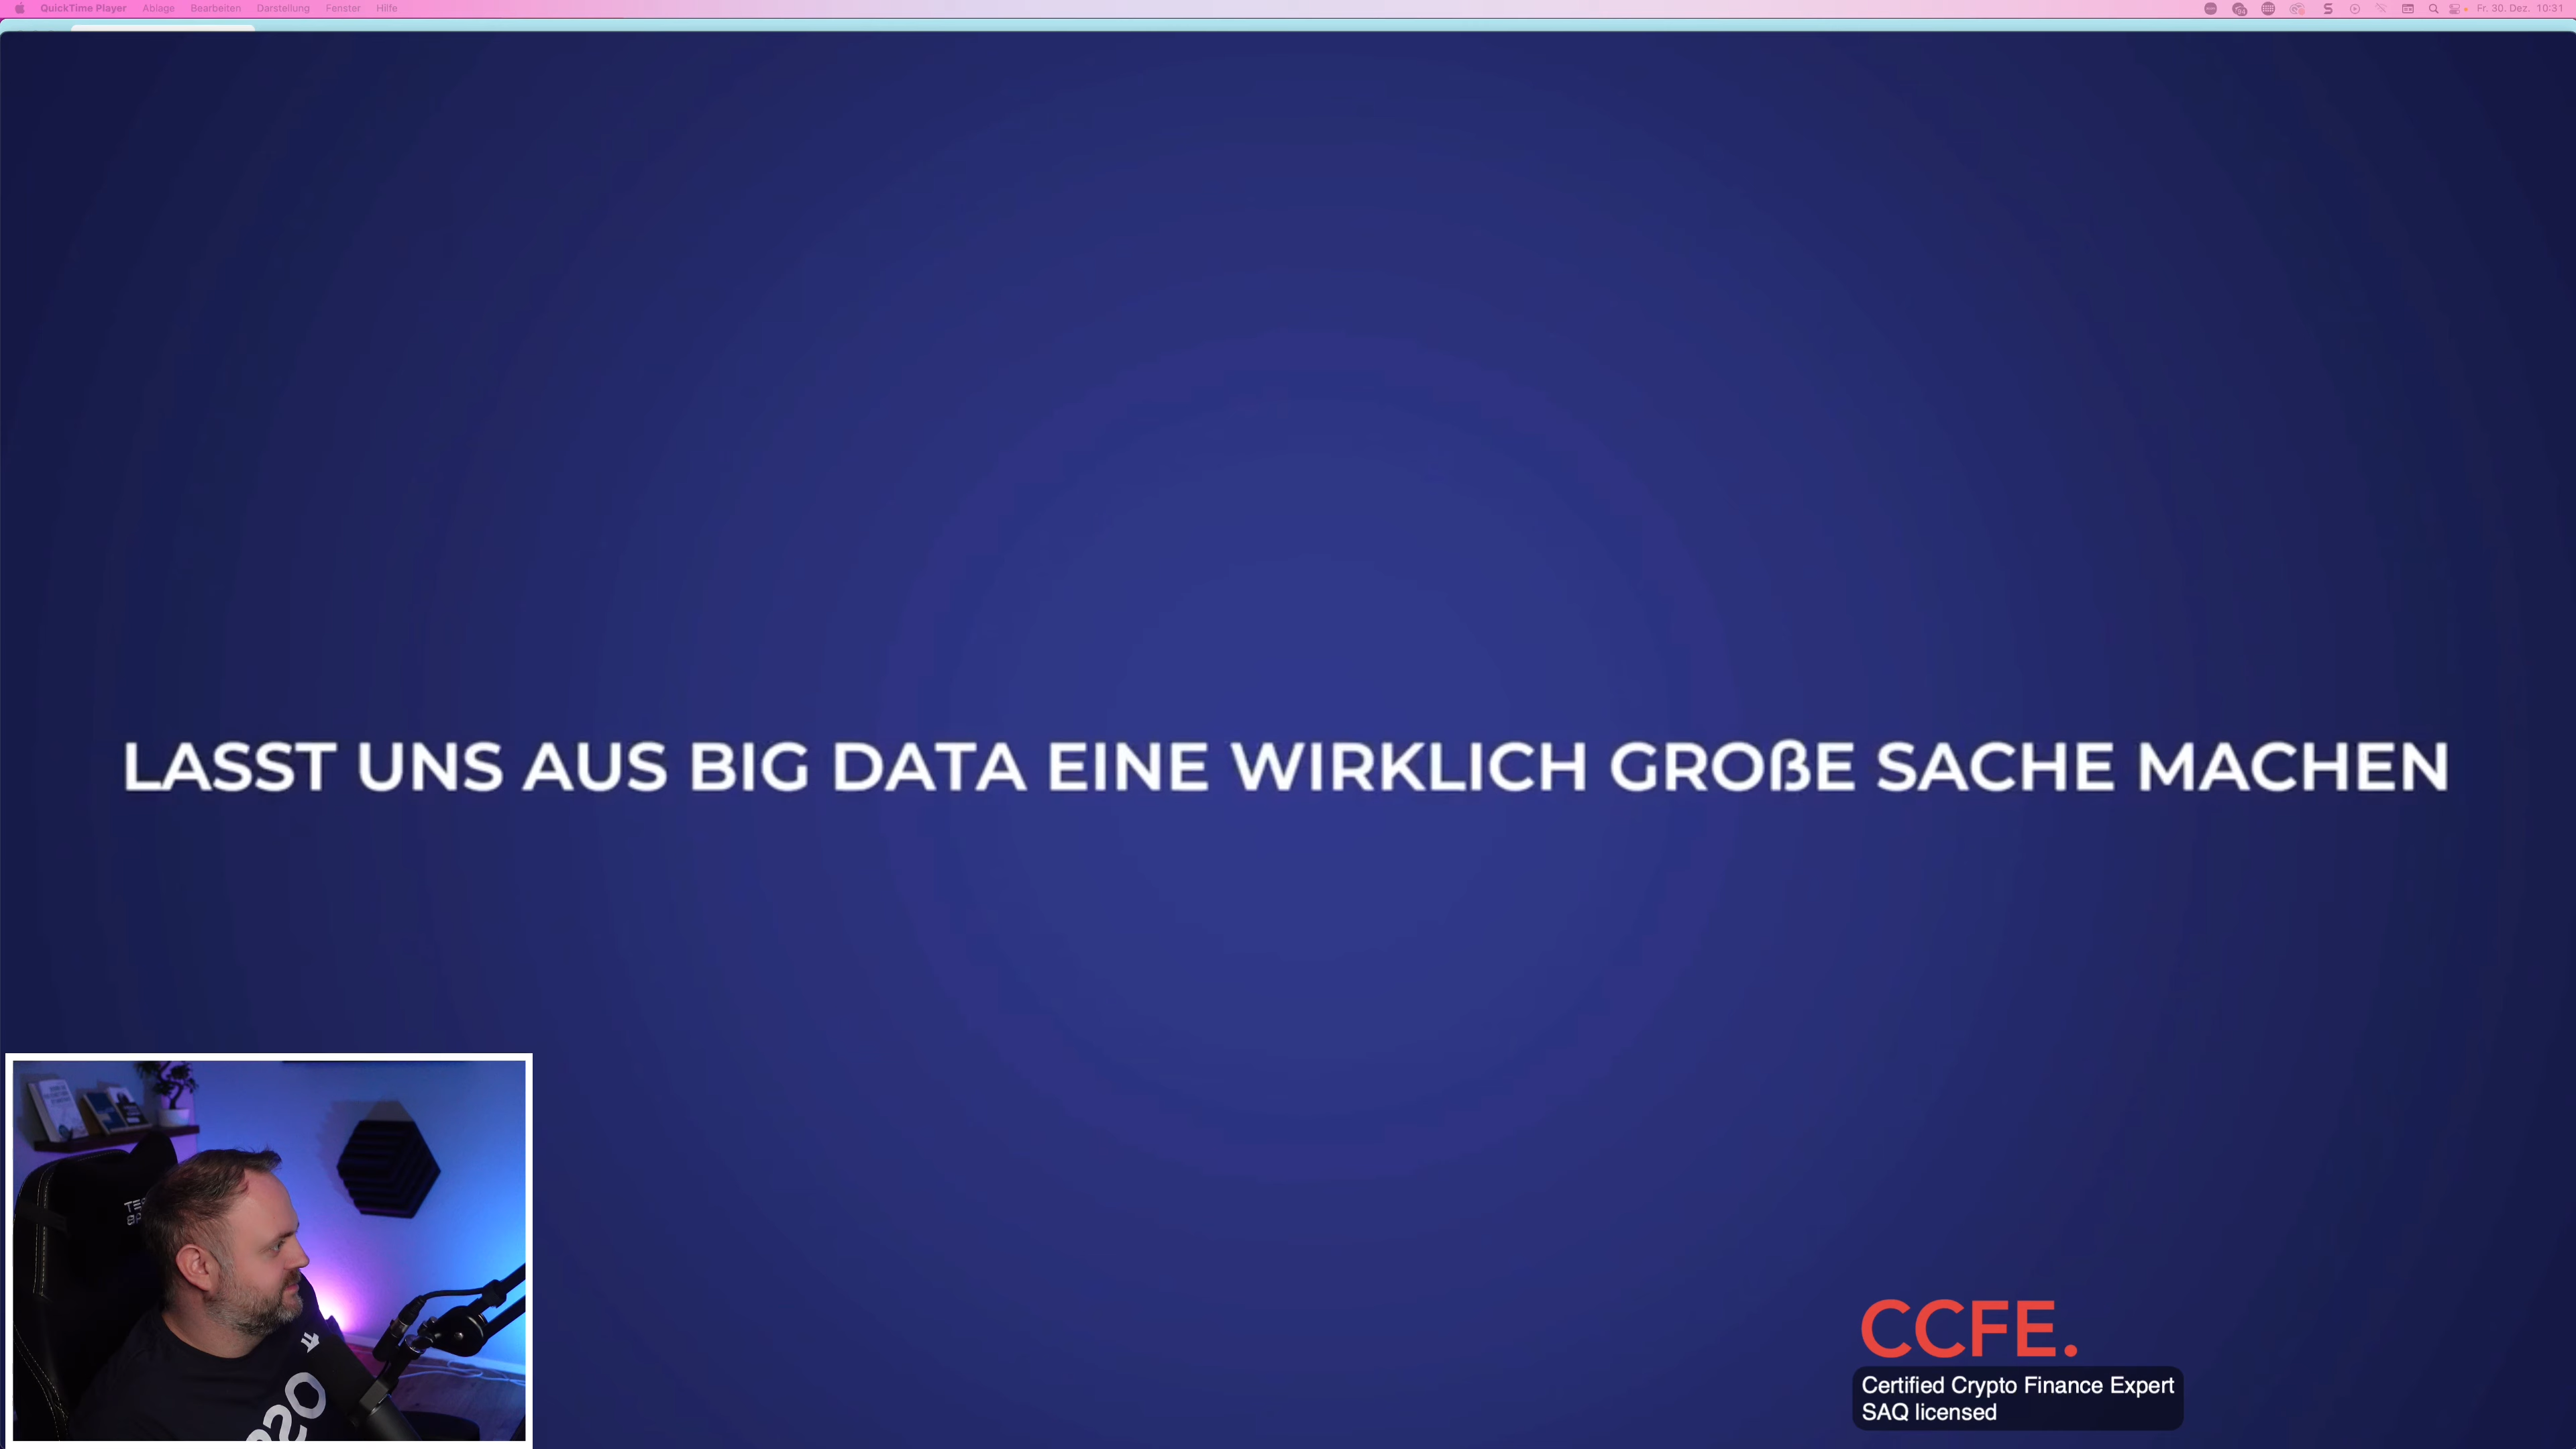 QuickTime Player Ablage Bearbeiten Darstellung Fenster Hilfe
Fr. 30. Dez. 10:31
LASST UNS AUS BIG DATA EINE WIRKLICH GROßE SACHE MACHEN
CCFE.
Certified Crypto Finance Expert
SAQ licensed